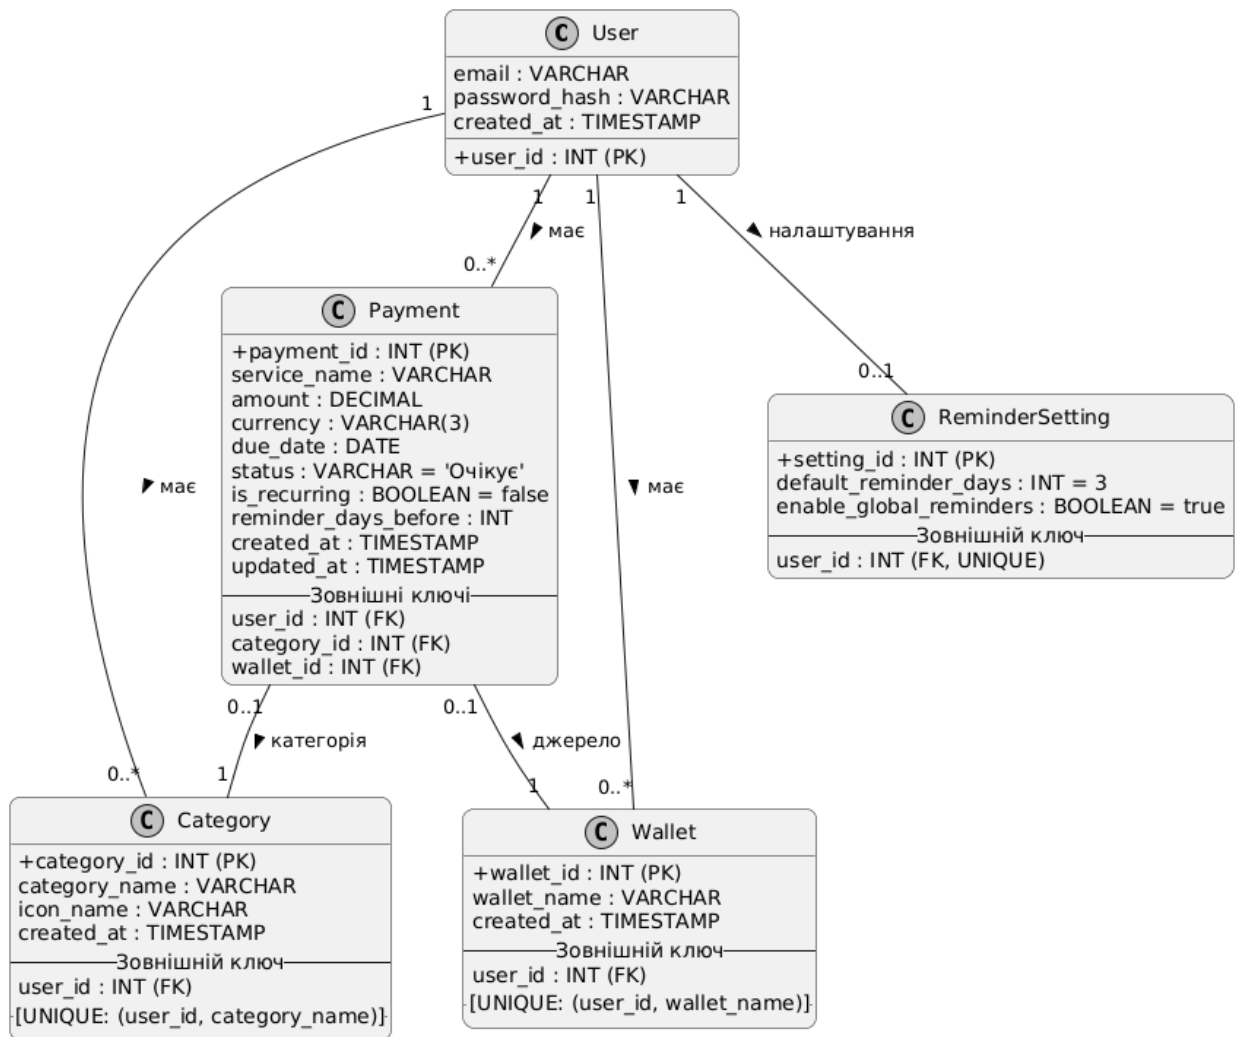 C User
email : VARCHAR
password_hash : VARCHAR
created_at : TIMESTAMP
+user_id : INT (PK)
1
1
1
1
має
налаштування
0..*
0..1
C Payment
+payment_id : INT (PK)
service_name : VARCHAR
amount : DECIMAL
currency : VARCHAR(3)
due_date : DATE
status : VARCHAR = 'Очікує'
is_recurring : BOOLEAN = false
reminder_days_before : INT
created_at : TIMESTAMP
updated_at : TIMESTAMP
Зовнішні ключі
user_id : INT (FK)
category_id : INT (FK)
wallet_id : INT (FK)
C ReminderSetting
+setting_id : INT (PK)
default_reminder_days : INT = 3
enable_global_reminders : BOOLEAN = true
Зовнішній ключ
user_id : INT (FK, UNIQUE)
має
має
0..1
0..1
категорія
джерело
0..*
1
1
0..*
C Category
+category_id : INT (PK)
category_name : VARCHAR
icon_name : VARCHAR
created_at : TIMESTAMP
Зовнішній ключ
user_id : INT (FK)
[UNIQUE: (user_id, category_name)]
C Wallet
+wallet_id : INT (PK)
wallet_name : VARCHAR
created_at : TIMESTAMP
Зовнішній ключ
user_id : INT (FK)
[UNIQUE: (user_id, wallet_name)]